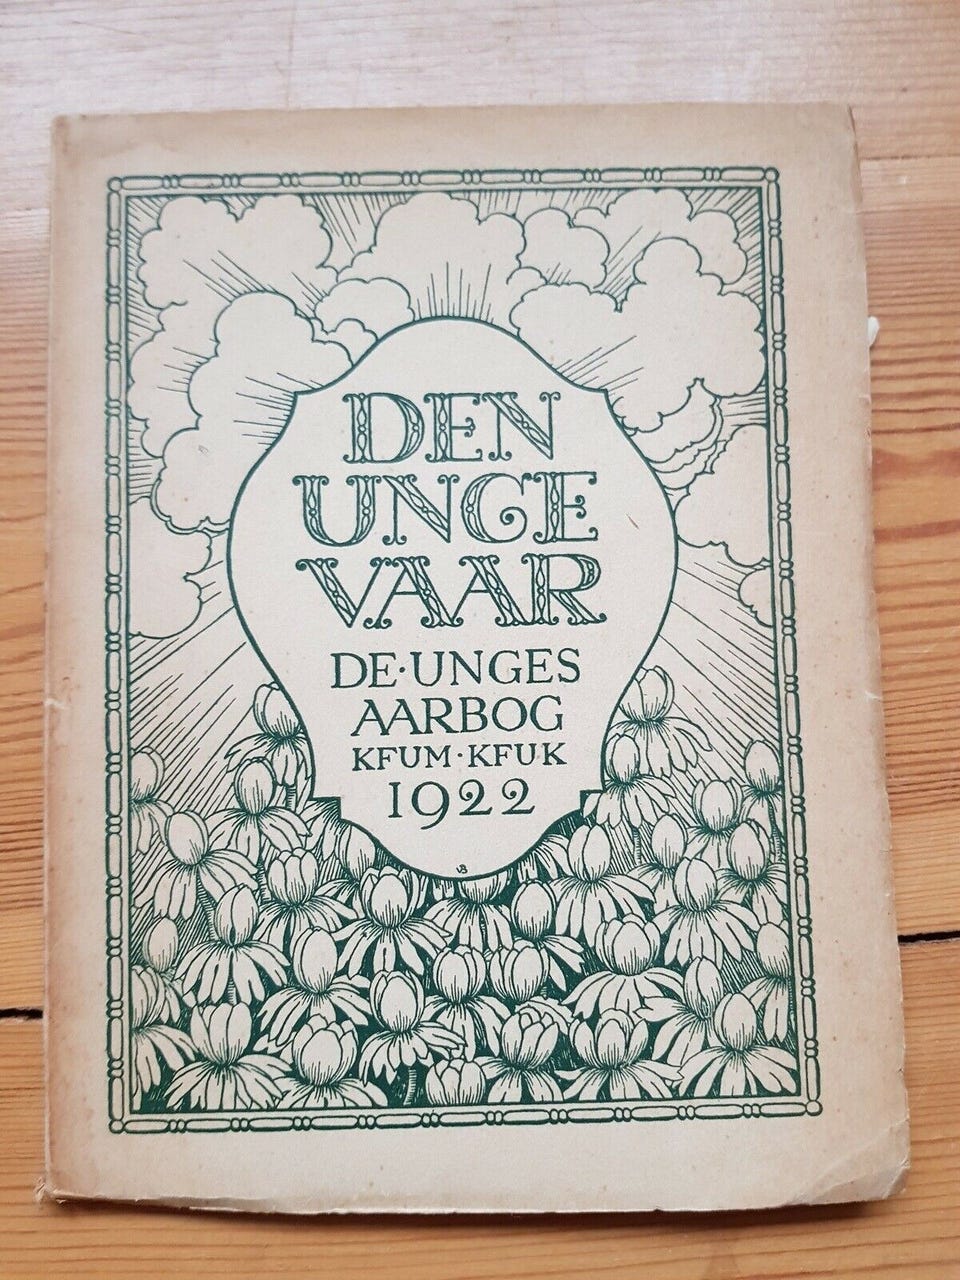 DEN
UNGE
VAAR
DE·UNGES
AARBOG
KFUM·KFUK
1922